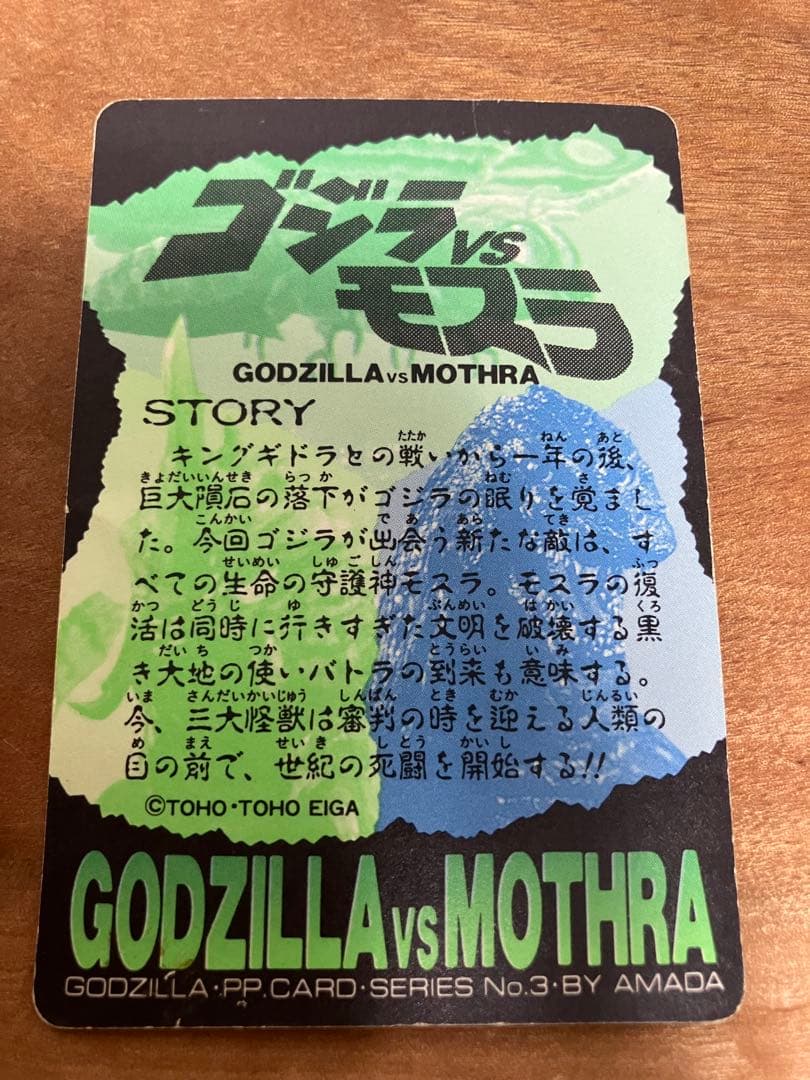 ゴジラvs
モスラ
GODZILLA vs MOTHRA
STORY
キングギドラとの戦いから一年の後、
巨大隕石の落下がゴジラの眠りを覚まし
た。今回ゴジラが出会う新たな敵は、す
べての生命の守護神モスラ。モスラの復
活は同時に行きすぎた文明を破壊する黒
き大地の使いバトラの到来も意味する。
今、三大怪獣は審判の時を迎える人類の
目の前で、世紀の死闘を開始する!!
©TOHO・TOHO EIGA
GODZILLA vs MOTHRA
GODZILLA・PP.CARD・SERIES No.3・BY AMADA